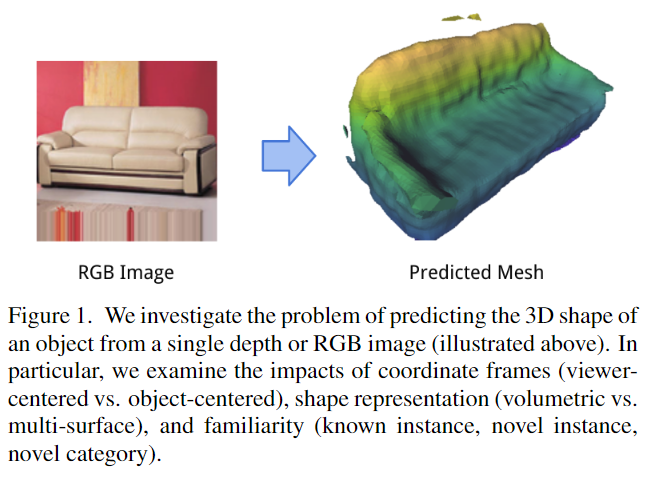 RGB Image
Predicted Mesh
Figure 1. We investigate the problem of predicting the 3D shape of
an object from a single depth or RGB image (illustrated above). In
particular, we examine the impacts of coordinate frames (viewer-
centered vs. object-centered), shape representation (volumetric vs.
multi-surface), and familiarity (known instance, novel instance,
novel category).